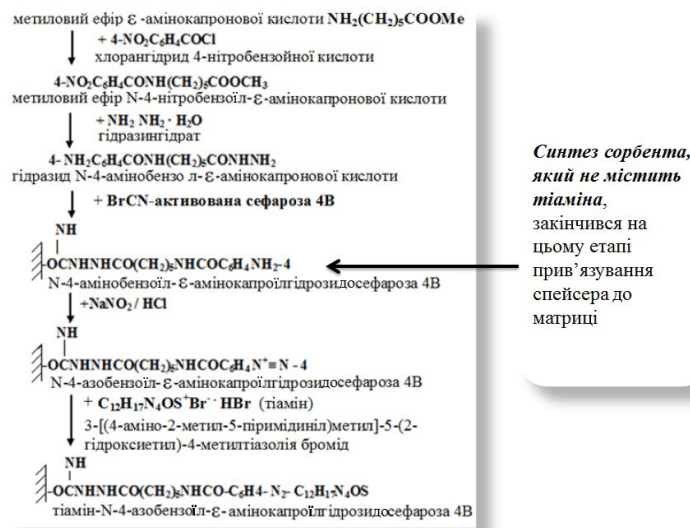 метиловий ефір ε -амінокапронової кислоти NH₂(CH₂)₅COOMe
+ 4-NO₂C₆H₄COCl
хлорангідрид 4-нітробензойної кислоти
4-NO₂C₆H₄CONH(CH₂)₅COOCH₃
метиловий ефір N-4-нітробензоїл-ε-амінокапронової кислоти
+NH₂ NH₂ · H₂O
гідразингідрат
4- NH₂C₆H₄CONH(CH₂)₅CONHNH₂
гідразид N-4-амінобензо л-ε-амінокапронової кислоти
+ BrCN-активована сефароза 4B
NH
OCNHNHCO(CH₂)₅NHCOC₆H₄ NH₂-4
N-4-амінобензоїл-ε-амінокапроїлгідрозидосефароза 4B
+NaNO₂ / HCl
NH
OCNHNHCO(CH₂)₅NHCOC₆H₄N⁺≡N - 4
N-4-азобензоїл-ε-амінокапроїлгідрозидосефароза 4B
+ C₁₂H₁₇N₄OS⁺Br⁻· HBr (тіамін)
3-[(4-аміно-2-метил-5-піримідиніл)метил]-5-(2-
гідроксиетил)-4-метилтіазолія бромід
NH
OCNHNHCO(CH₂)₅NHCO-C₆H4- N₂- C₁₂H₁₇N₄OS
тіамін-N-4-азобензоїл-ε-амінокапроїлгідрозидосефароза 4B
Синтез сорбента,
який не містить
тіаміна,
закінчився на
цьому етапі
прив’язування
спейсера до
матриці